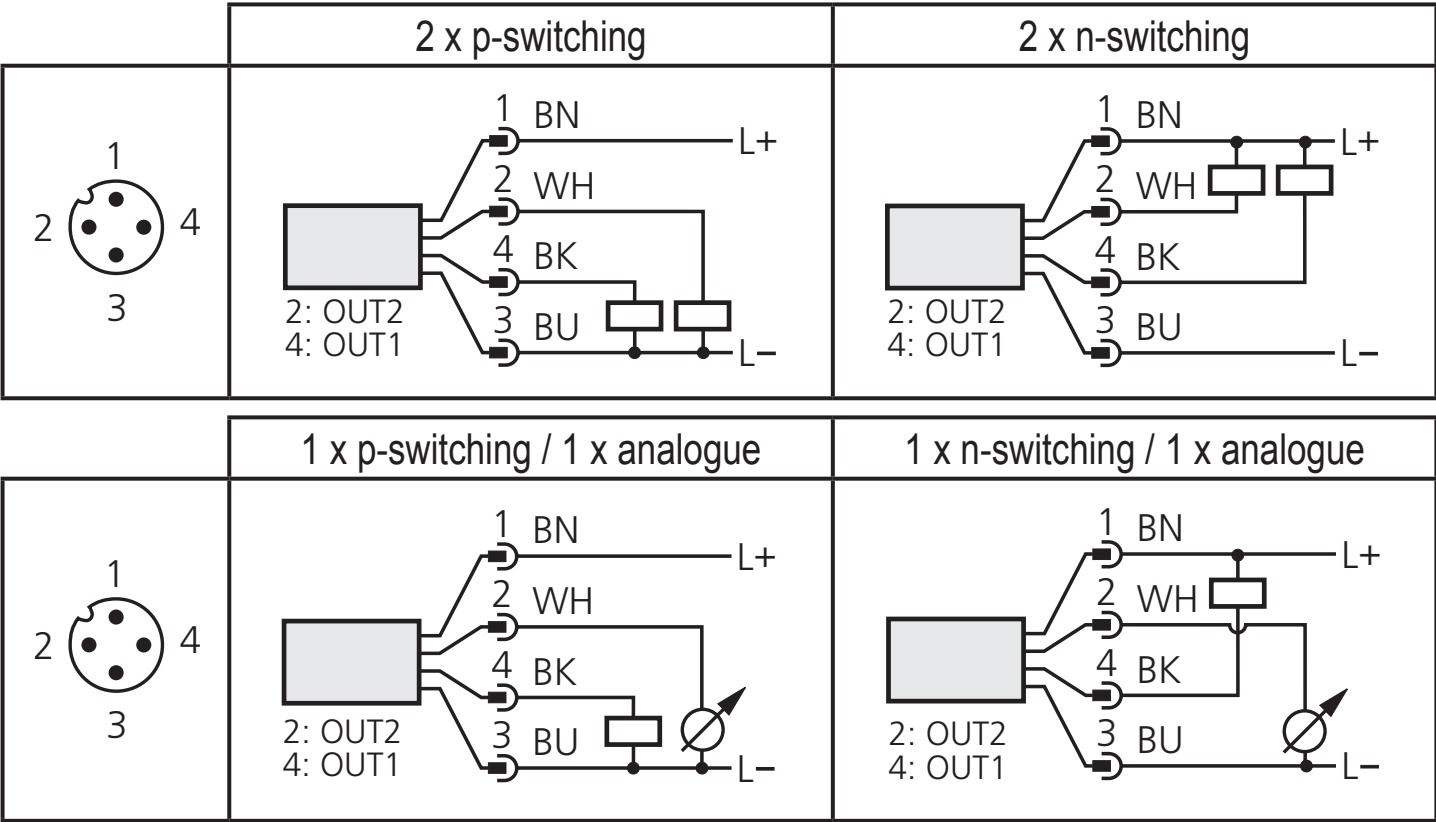 2 x p-switching
2 x n-switching
1
2
4
3
1 BN
L+
2 WH
4 BK
3 BU
L−
2: OUT2
4: OUT1
1 BN
L+
2 WH
4 BK
3 BU
L−
2: OUT2
4: OUT1
1 x p-switching / 1 x analogue
1 x n-switching / 1 x analogue
1
2
4
3
1 BN
L+
2 WH
4 BK
3 BU
L−
2: OUT2
4: OUT1
1 BN
L+
2 WH
4 BK
3 BU
L−
2: OUT2
4: OUT1